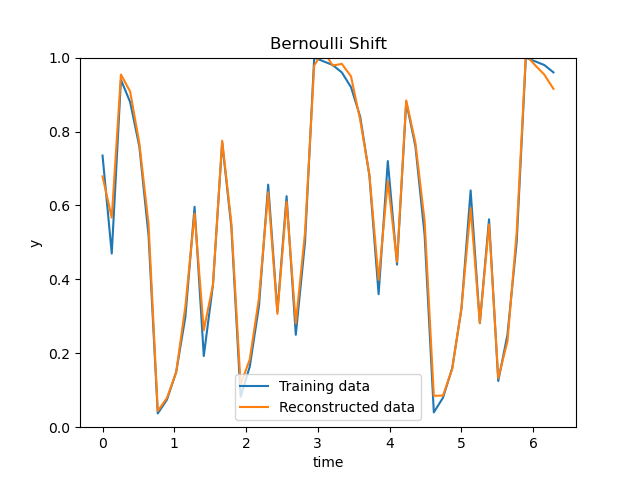 Bernoulli Shift
1.0
0.8
0.6
0.4
0.2
0.0
y
Training data
Reconstructed data
0 1 2 3 4 5 6
time